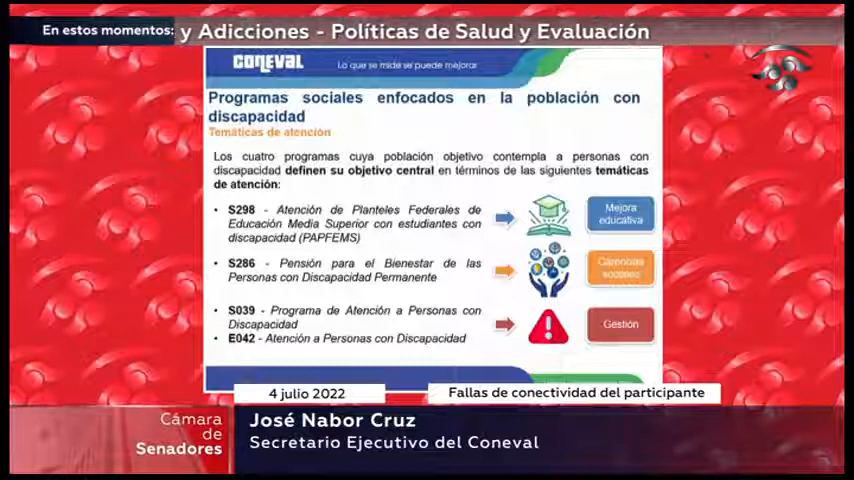 En estos momentos: y Adicciones - Políticas de Salud y Evaluación
coneval Lo que se mide se puede mejorar
Programas sociales enfocados en la población con
discapacidad
Temáticas de atención
Los cuatro programas cuya población objetivo contempla a personas con
discapacidad definen su objetivo central en términos de las siguientes temáticas
de atención:
• S298 - Atención de Planteles Federales de
Educación Media Superior con estudiantes con
discapacidad (PAPFEMS)
Mejora
educativa
• S286 - Pensión para el Bienestar de las
Personas con Discapacidad Permanente
Carencias
sociales
• S039 - Programa de Atención a Personas con
Discapacidad
• E042 - Atención a Personas con Discapacidad
Gestión
4 julio 2022
Fallas de conectividad del participante
Cámara
de
Senadores
José Nabor Cruz
Secretario Ejecutivo del Coneval